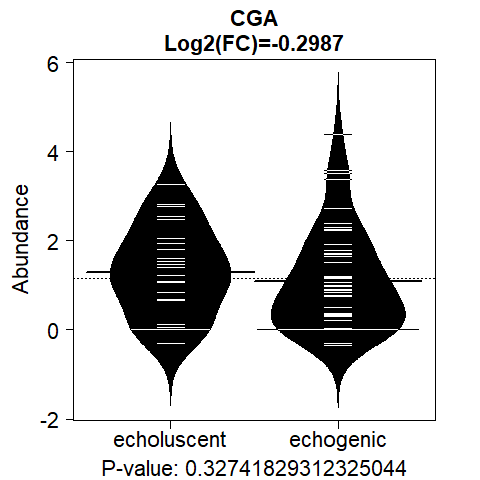 CGA
Log2(FC)=-0.2987
Abundance
6
4
2
0
-2
echoluscent echogenic
P-value: 0.32741829312325044